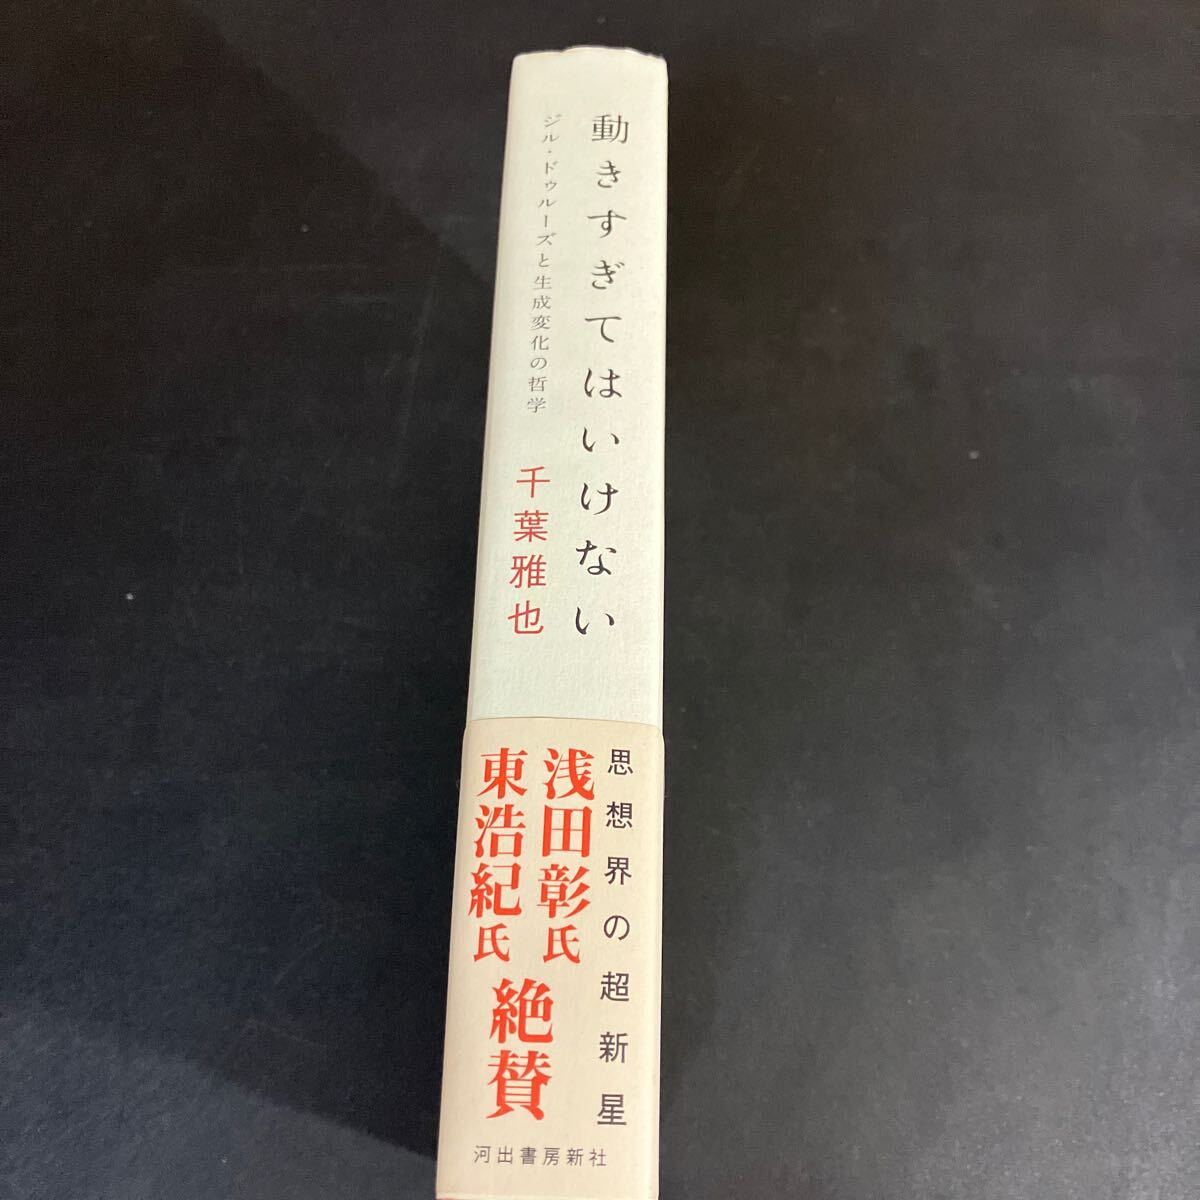 動きすぎてはいけない
ジル・ドゥルーズと生成変化の哲学
千葉雅也
思想界の超新星
浅田彰氏
東浩紀氏
絶賛
河出書房新社